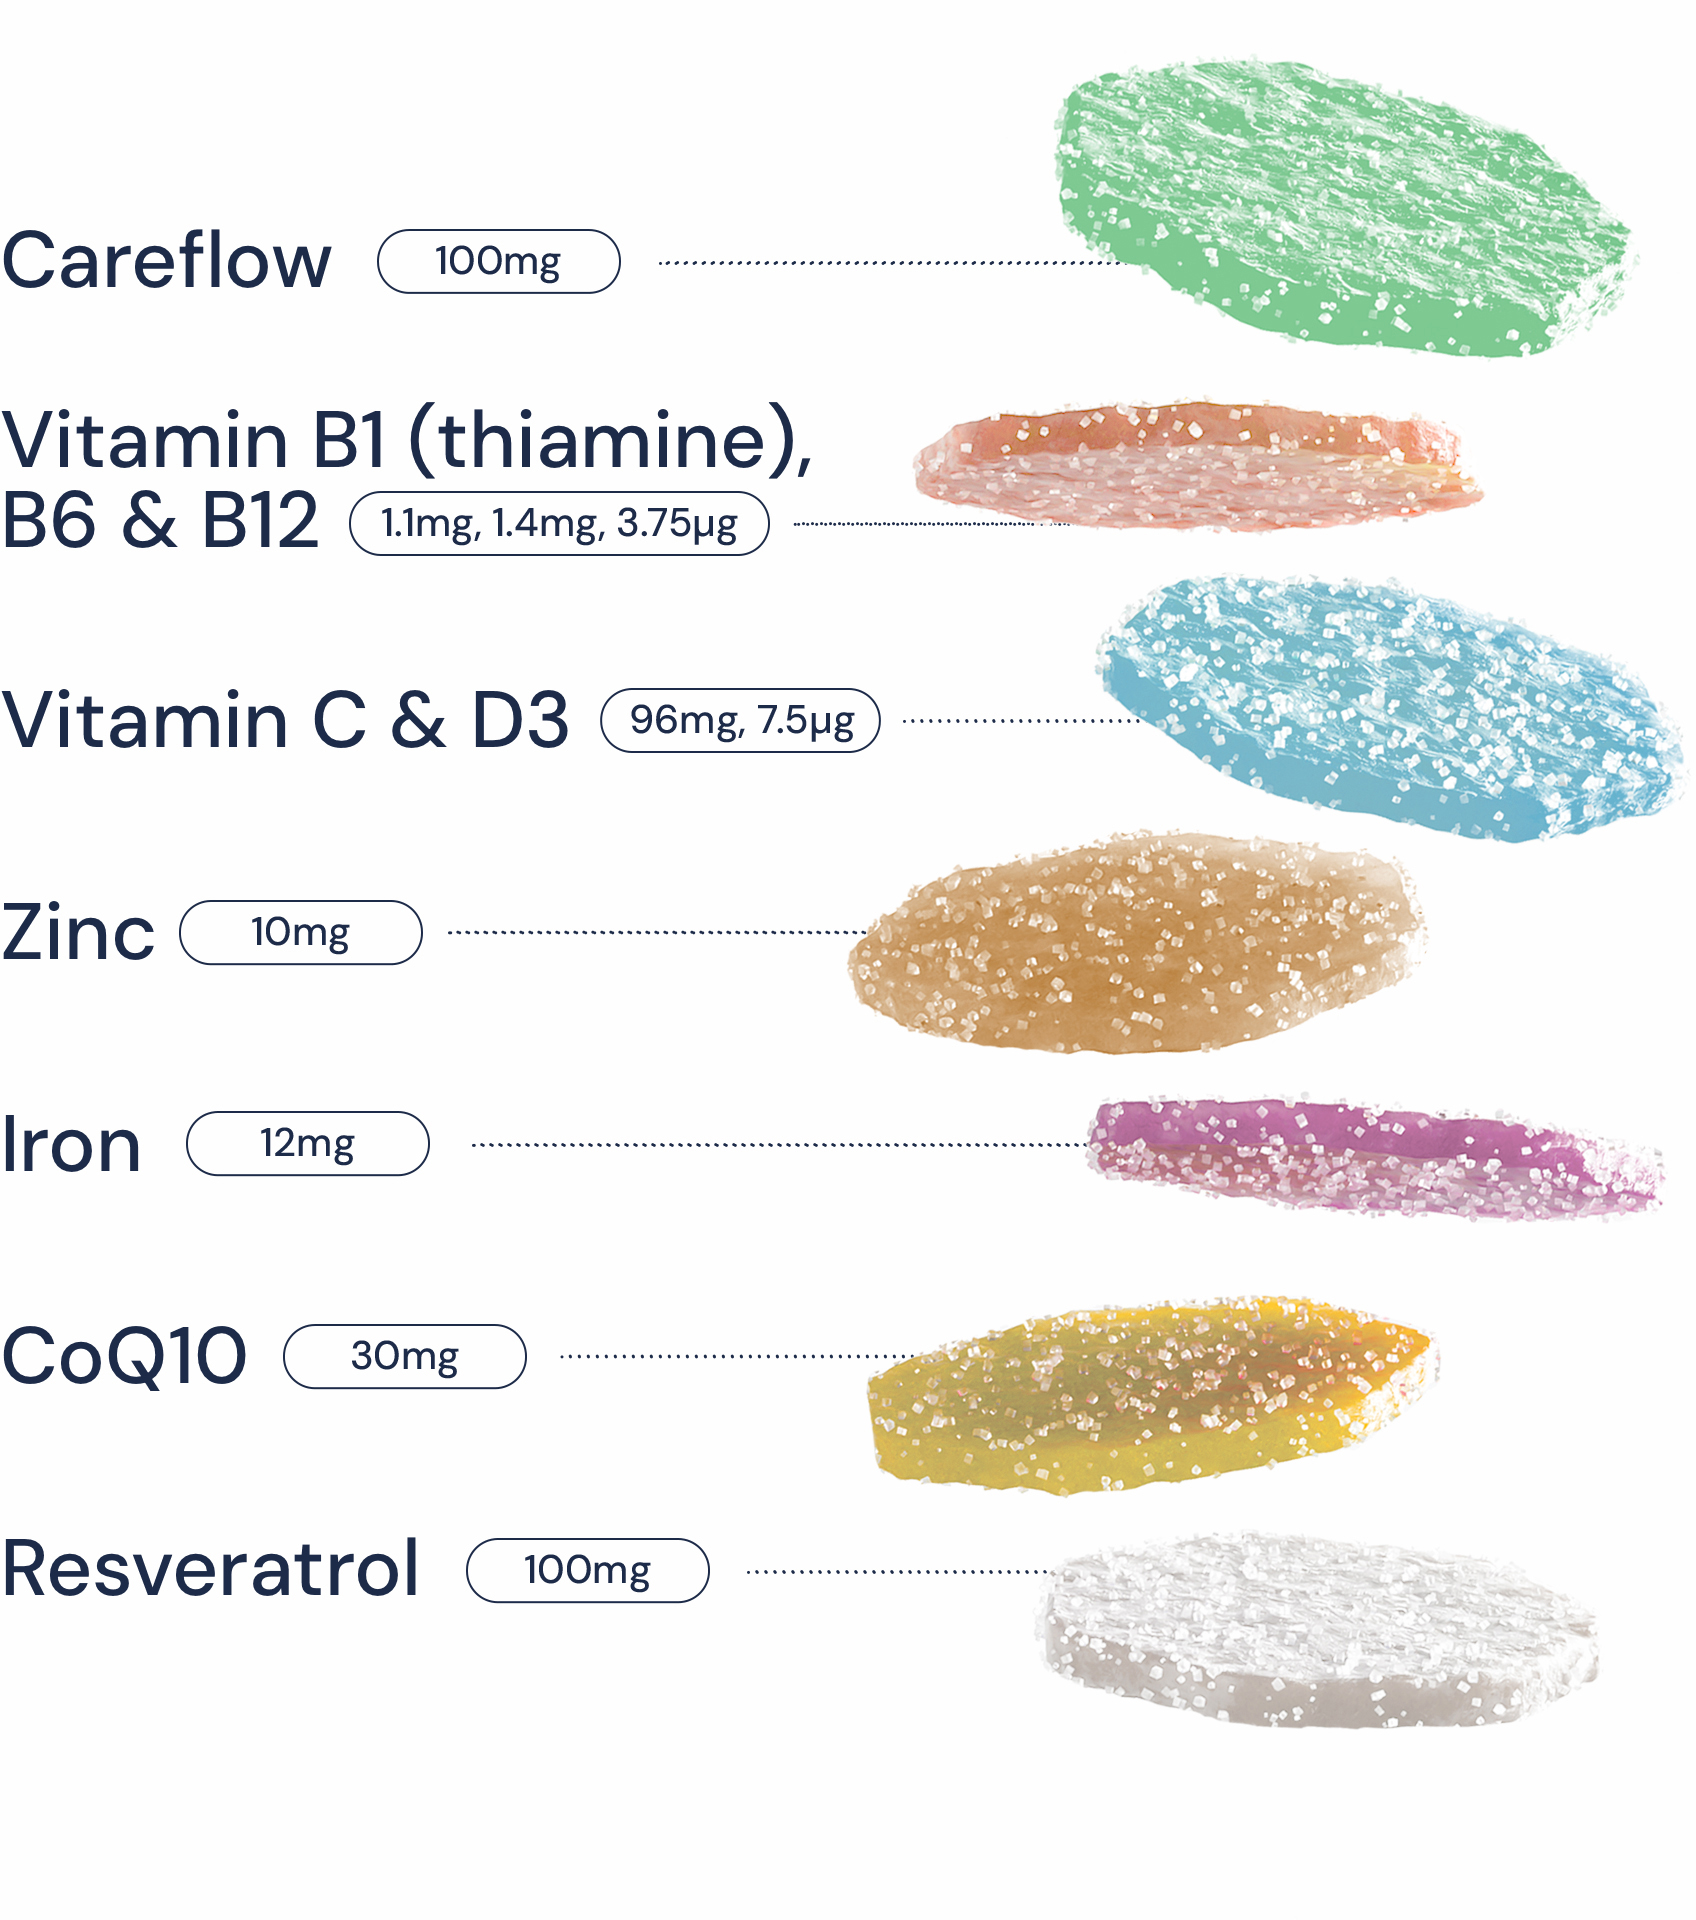 Careflow 100mg
Vitamin B1 (thiamine),
B6 & B12 1.1mg, 1.4mg, 3.75µg
Vitamin C & D3 96mg, 7.5µg
Zinc 10mg
Iron 12mg
CoQ10 30mg
Resveratrol 100mg